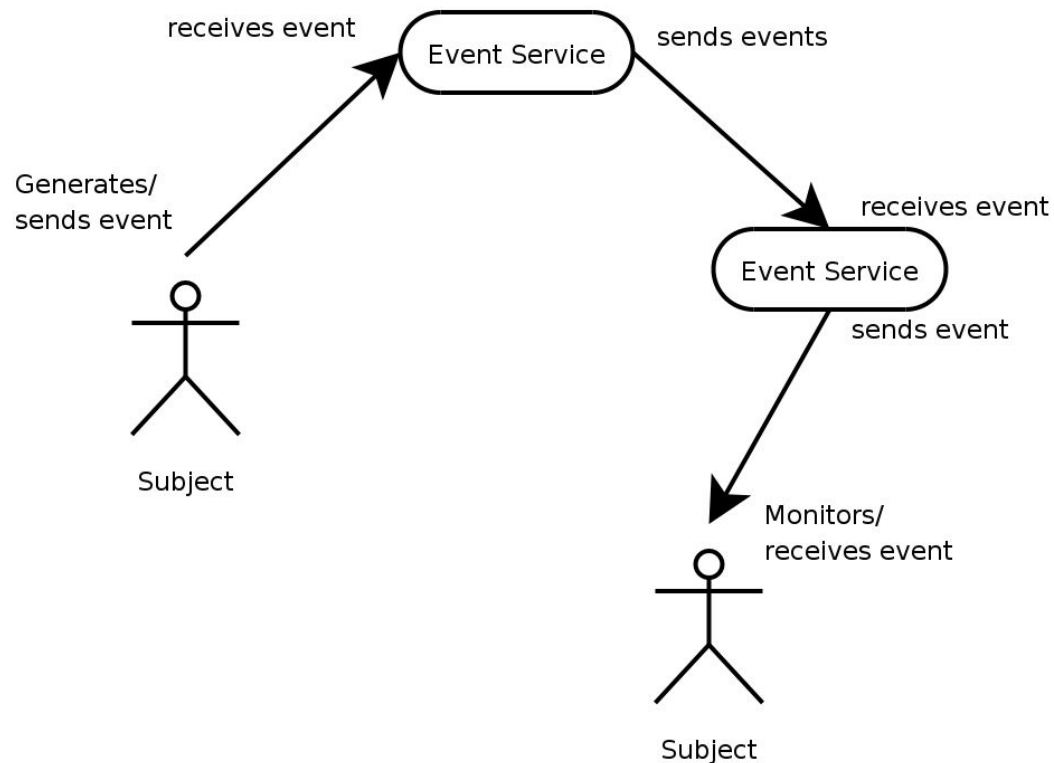 receives event
Event Service
sends events
Generates/
sends event
receives event
Event Service
sends event
Subject
Monitors/
receives event
Subject